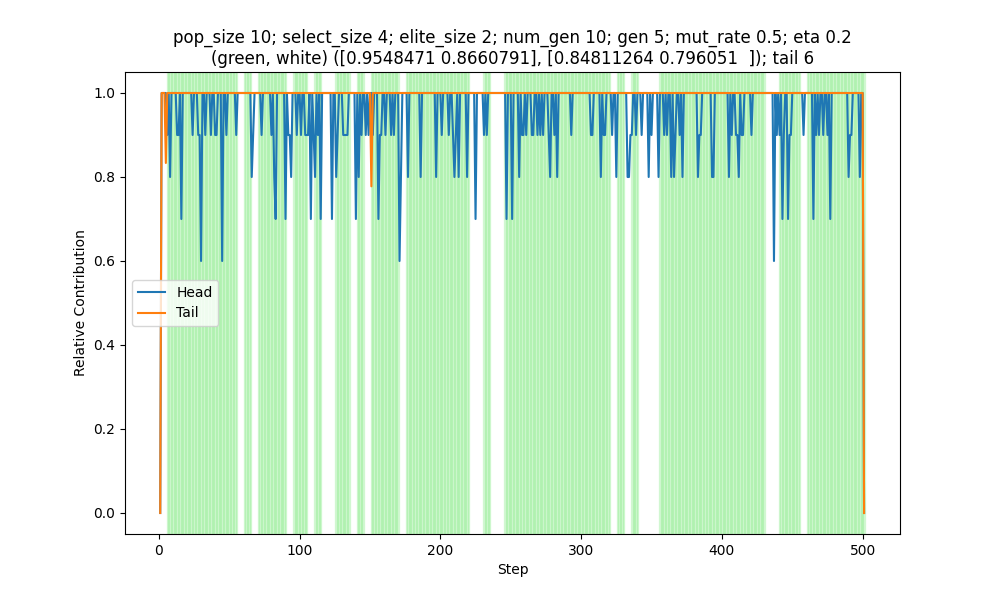 pop_size 10; select_size 4; elite_size 2; num_gen 10; gen 5; mut_rate 0.5; eta 0.2
(green, white) ([0.9548471 0.8660791], [0.84811264 0.796051  ]); tail 6
1.0
0.8
0.6
0.4
0.2
0.0
Relative Contribution
Head
Tail
0 100 200 300 400 500
Step